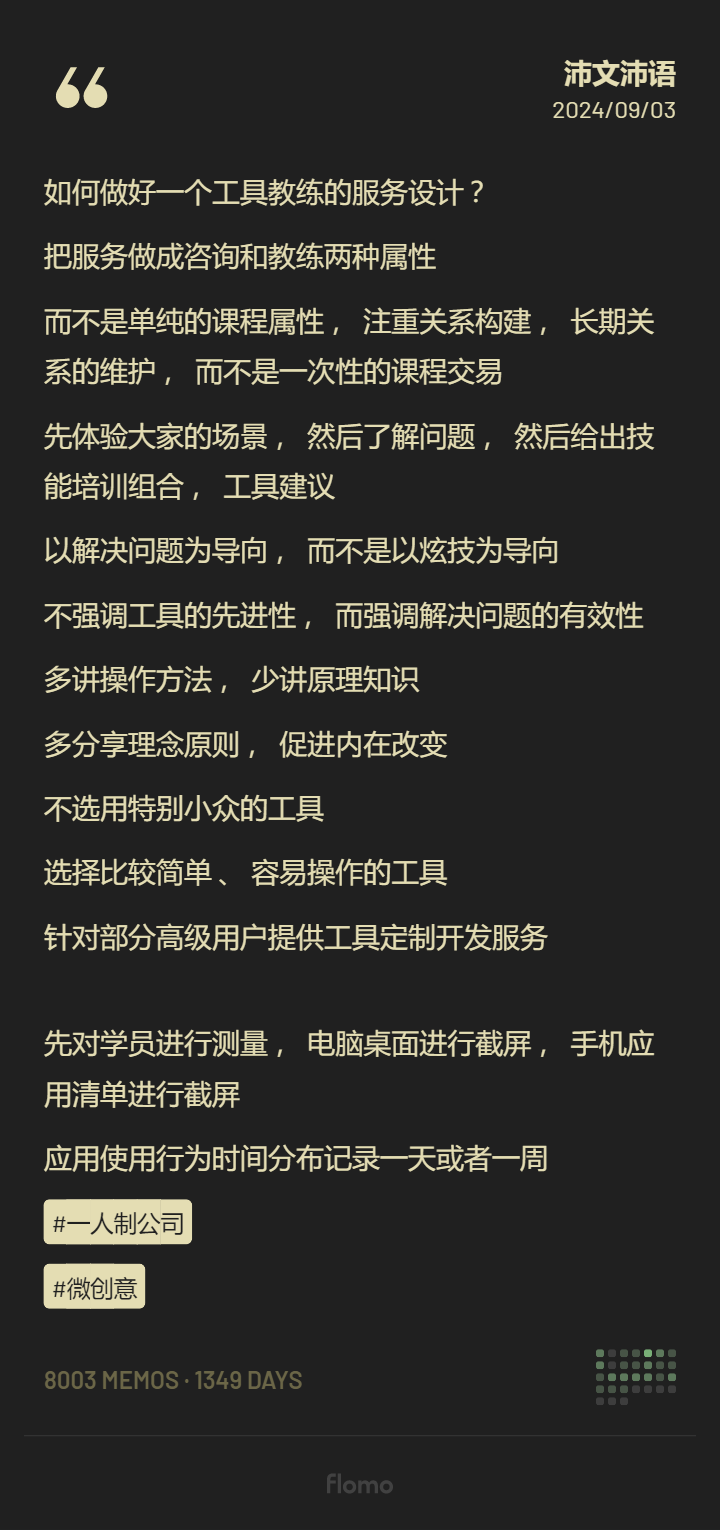 沛文沛语
2024/09/03
如何做好一个工具教练的服务设计？
把服务做成咨询和教练两种属性
而不是单纯的课程属性， 注重关系构建， 长期关
系的维护， 而不是一次性的课程交易
先体验大家的场景， 然后了解问题， 然后给出技
能培训组合， 工具建议
以解决问题为导向， 而不是以炫技为导向
不强调工具的先进性， 而强调解决问题的有效性
多讲操作方法， 少讲原理知识
多分享理念原则， 促进内在改变
不选用特别小众的工具
选择比较简单、 容易操作的工具
针对部分高级用户提供工具定制开发服务
先对学员进行测量， 电脑桌面进行截屏， 手机应
用清单进行截屏
应用使用行为时间分布记录一天或者一周
#一人制公司
#微创意
8003 MEMOS · 1349 DAYS
flomo